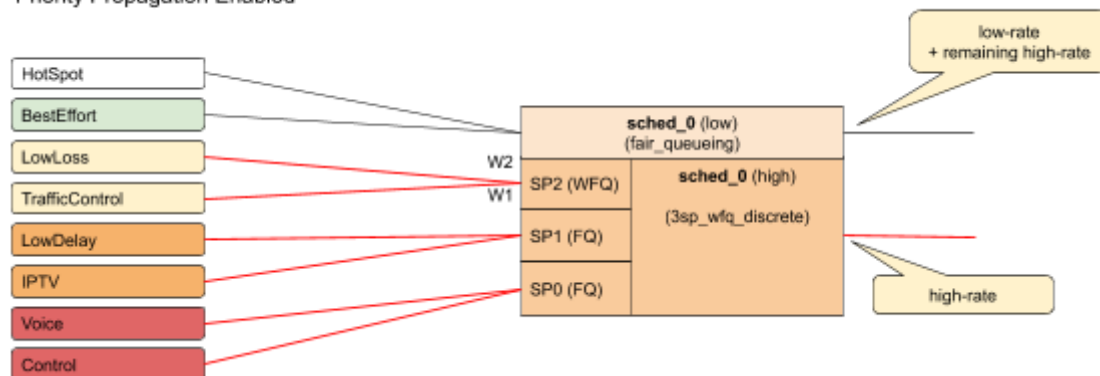 Priority Propagation Enabled
low-rate
+ remaining high-rate
HotSpot
BestEffort
LowLoss
TrafficControl
LowDelay
IPTV
Voice
Control
W2
W1
sched_0 (low)
(fair_queueing)
SP2 (WFQ)
SP1 (FQ)
SP0 (FQ)
sched_0 (high)
(3sp_wfq_discrete)
high-rate